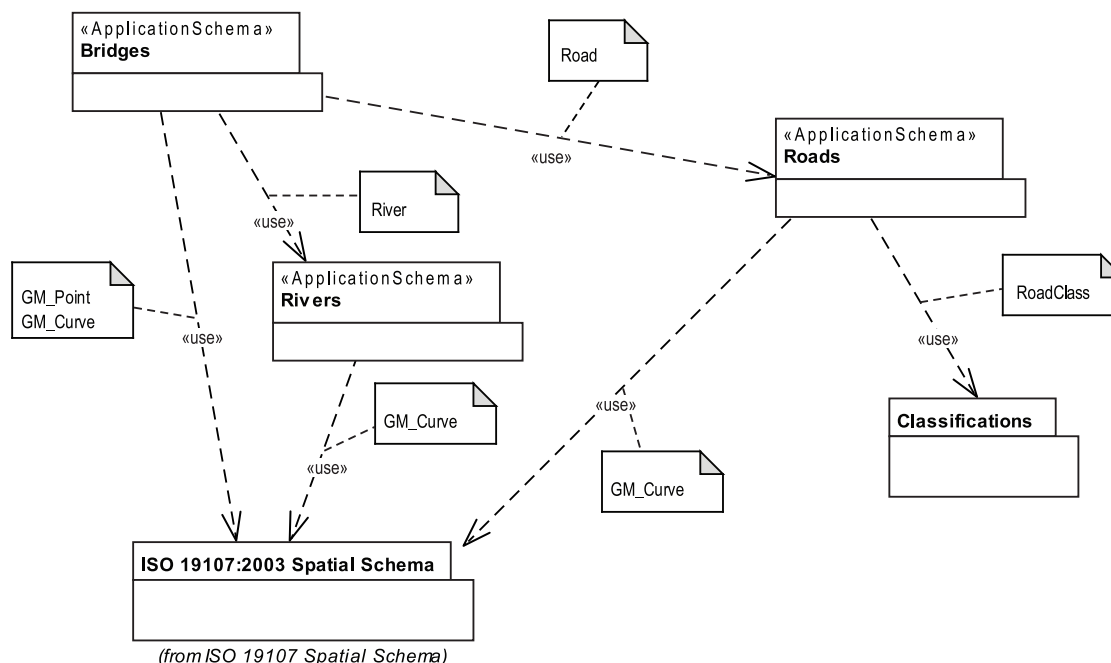 «ApplicationSchema»
Bridges
Road
«use»
«ApplicationSchema»
Roads
River
«use»
GM_Point
GM_Curve
«use»
«ApplicationSchema»
Rivers
RoadClass
«use»
GM_Curve
«use»
«use»
GM_Curve
Classifications
ISO 19107:2003 Spatial Schema
(from ISO 19107 Spatial Schema)